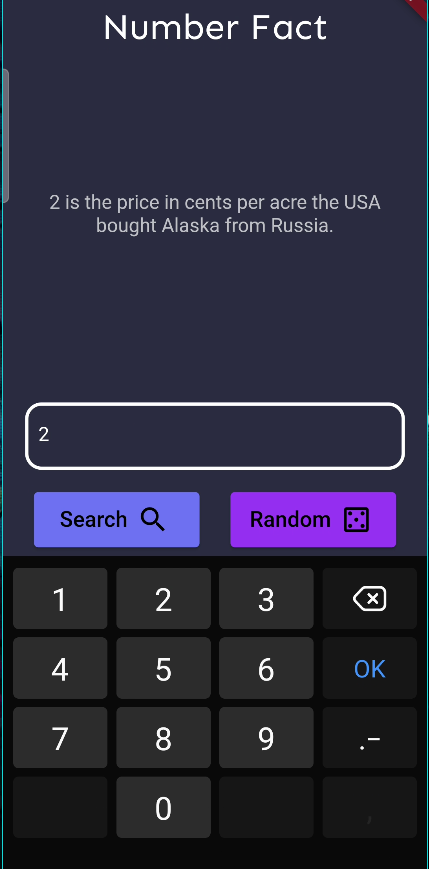 Number Fact
2 is the price in cents per acre the USA
bought Alaska from Russia.
2
Search
Random
1 2 3
4 5 6 OK
7 8 9 .–
0 ,